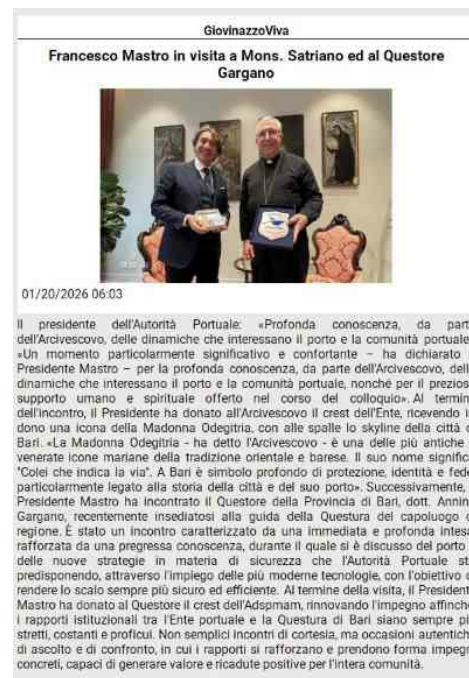 GiovinazzoViva
Francesco Mastro in visita a Mons. Satriano ed al Questore
Gargano
01/20/2026 06:03
Il presidente dell'Autorità Portuale: «Profonda conoscenza, da part
dell'Arcivescovo, delle dinamiche che interessano il porto e la comunità portuale
«Un momento particolarmente significativo e confortante – ha dichiarato
Presidente Mastro – per la profonda conoscenza, da parte dell'Arcivescovo, dell
dinamiche che interessano il porto e la comunità portuale, nonché per il prezios
supporto umano e spirituale offerto nel corso del colloquio». Al termin
dell'incontro, il Presidente ha donato all'Arcivescovo il crest dell'Ente, ricevendo i
dono una icona della Madonna Odegitria, con alle spalle lo skyline della città d
Bari. «La Madonna Odegitria - ha detto l'Arcivescovo - è una delle più antiche
venerate icone mariane della tradizione orientale e barese. Il suo nome signific
"Colei che indica la via". A Bari è simbolo profondo di protezione, identità e fede
particolarmente legato alla storia della città e del suo porto». Successivamente,
Presidente Mastro ha incontrato il Questore della Provincia di Bari, dott. Annin
Gargano, recentemente insediatosi alla guida della Questura del capoluogo d
regione. È stato un incontro caratterizzato da una immediata e profonda intesa
rafforzata da una pregressa conoscenza, durante il quale si è discusso del porto
delle nuove strategie in materia di sicurezza che l'Autorità Portuale st
predisponendo, attraverso l'impiego delle più moderne tecnologie, con l'obiettivo d
rendere lo scalo sempre più sicuro ed efficiente. Al termine della visita, il President
Mastro ha donato al Questore il crest dell'Adspmam, rinnovando l'impegno affinch
i rapporti istituzionali tra l'Ente portuale e la Questura di Bari siano sempre pi
stretti, costanti e proficui. Non semplici incontri di cortesia, ma occasioni autentich
di ascolto e di confronto, in cui i rapporti si rafforzano e prendono forma impegn
concreti, capaci di generare valore e ricadute positive per l'intera comunità.